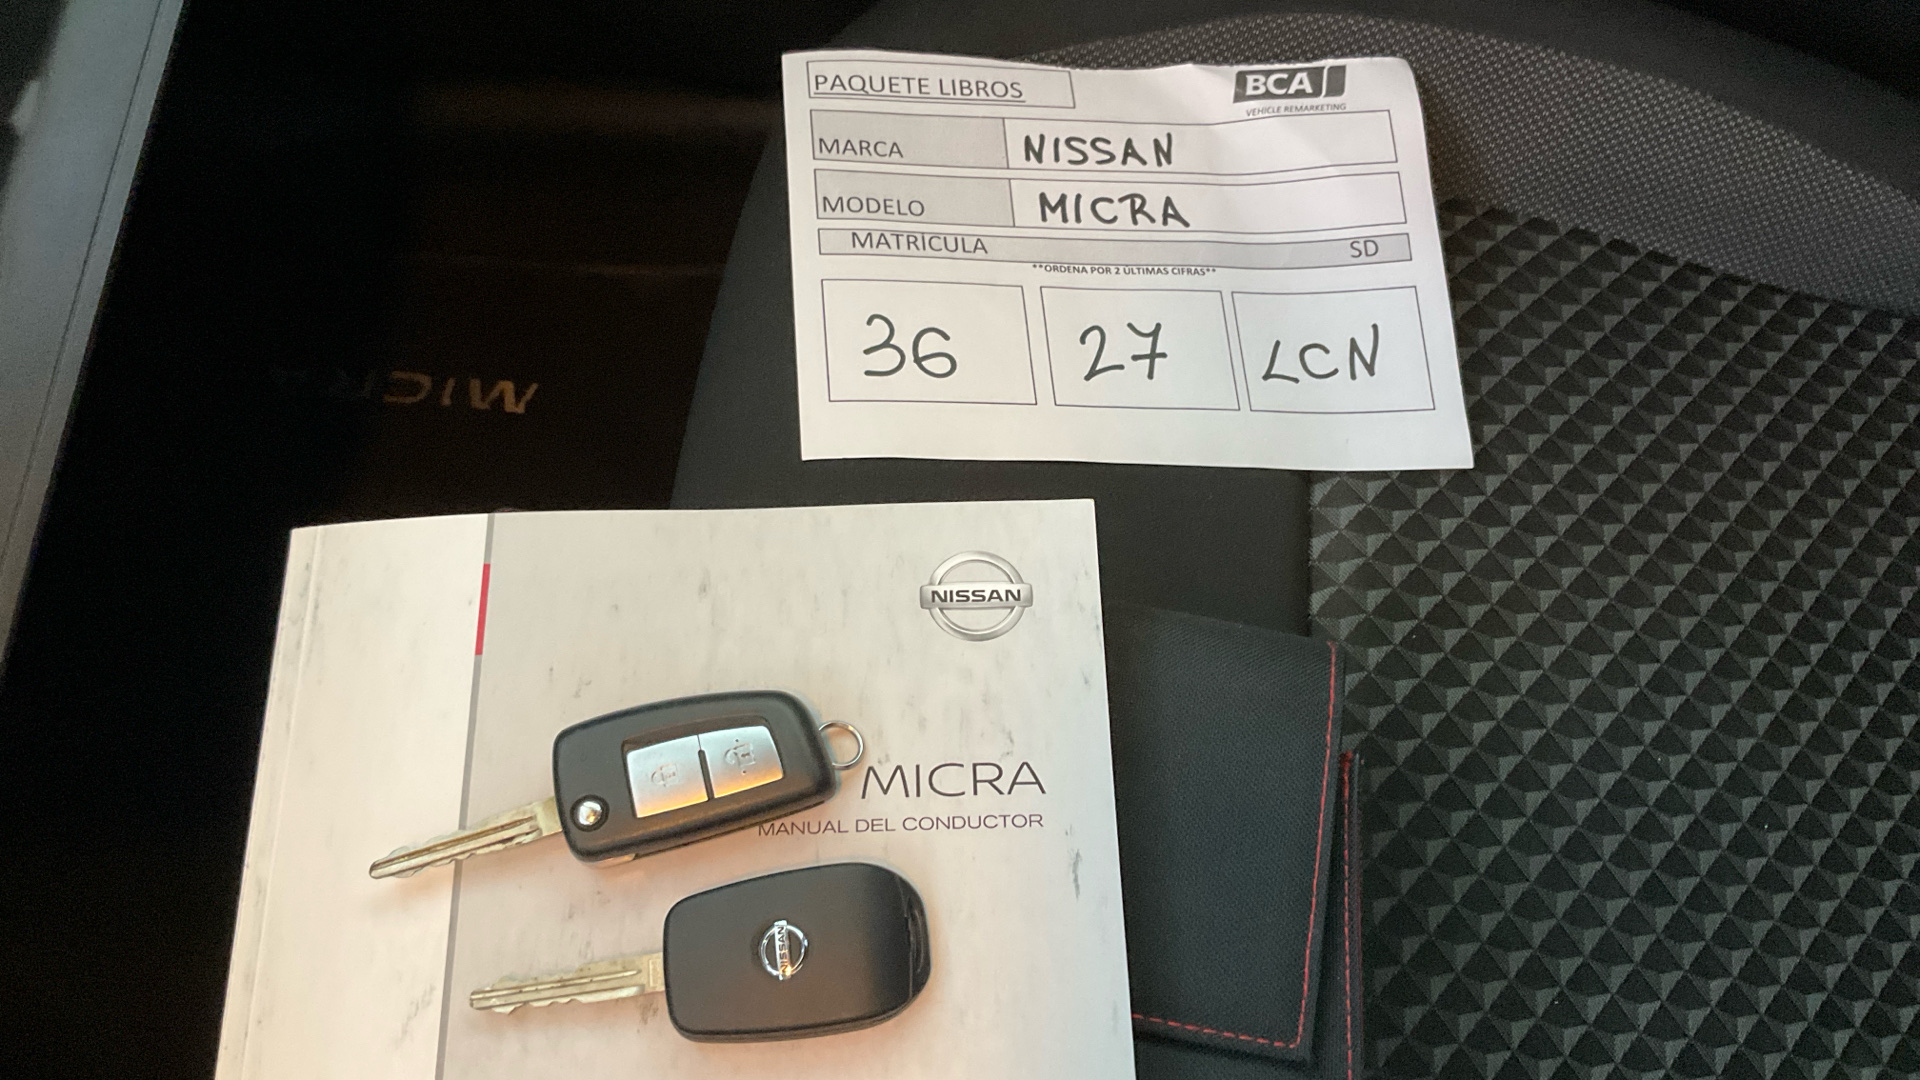 PAQUETE LIBROS
BCA
VEHICLE REMARKETING
MARCA NISSAN
MODELO MICRA
MATRÍCULA SD
**ORDENA POR 2 ÚLTIMAS CIFRAS**
36 27 LCN
MICRA
NISSAN
MICRA
MANUAL DEL CONDUCTOR
NISSAN